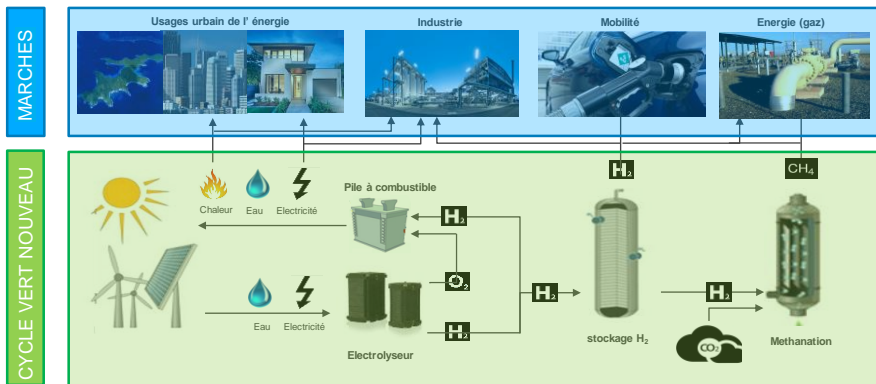 MARCHES
Usages urbain de l' énergie
Industrie
Mobilité
Energie (gaz)
CYCLE VERT NOUVEAU
H2
CH4
Chaleur
Eau
Electricité
Pile à combustible
H2
O2
H2
H2
H2
Eau
Electricité
Electrolyseur
stockage H2
CO2
Methanation